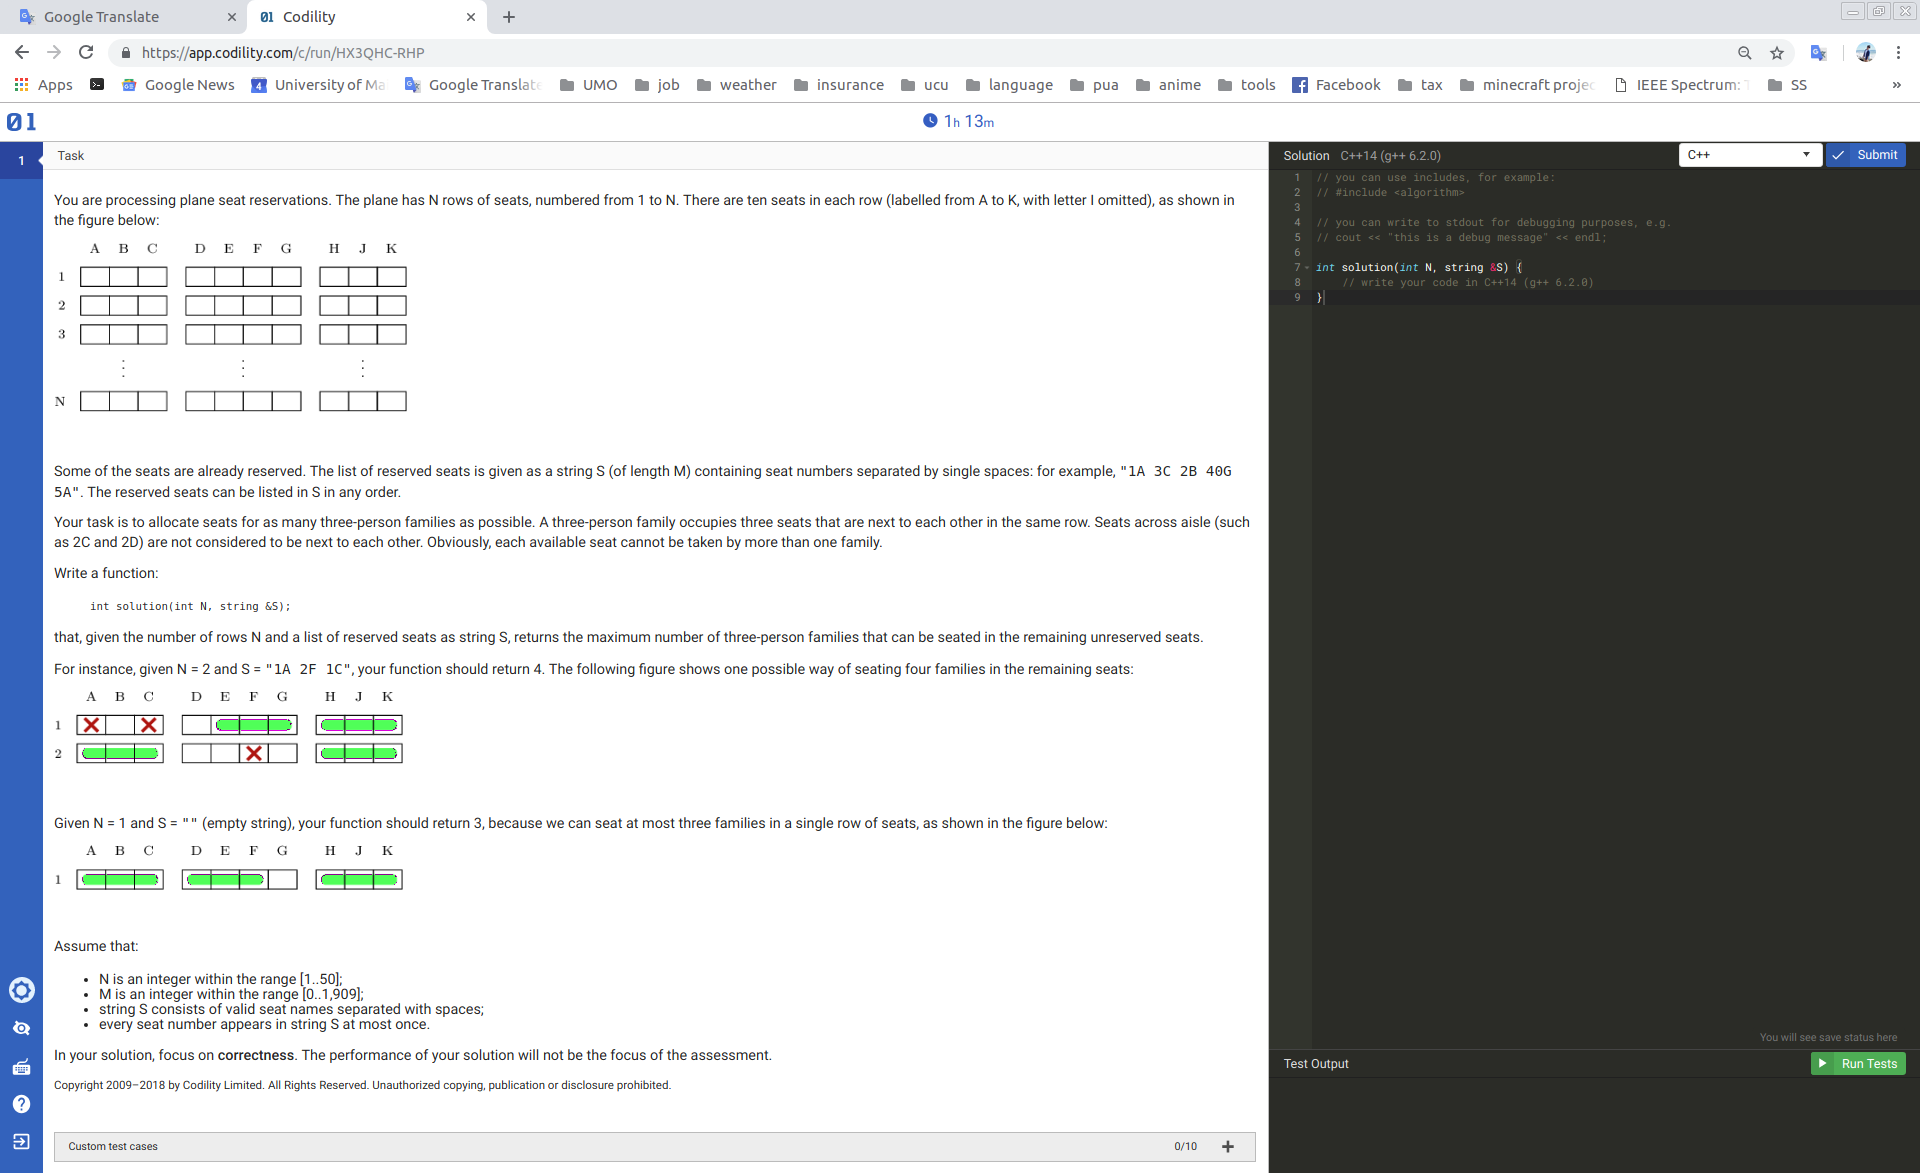 Google Translate
Codility
https://app.codility.com/c/run/HX3QHC-RHP
Apps
Google News
University of Ma
Google Translate
UMO
job
weather
insurance
ucu
language
pua
anime
tools
Facebook
tax
minecraft projec
IEEE Spectrum: T
SS
»
01
1h 13m
1
Task
You are processing plane seat reservations. The plane has N rows of seats, numbered from 1 to N. There are ten seats in each row (labelled from A to K, with letter I omitted), as shown in
the figure below:
A B C D E F G H J K
1
2
3
N
Some of the seats are already reserved. The list of reserved seats is given as a string S (of length M) containing seat numbers separated by single spaces: for example, "1A 3C 2B 40G
5A". The reserved seats can be listed in S in any order.
Your task is to allocate seats for as many three-person families as possible. A three-person family occupies three seats that are next to each other in the same row. Seats across aisle (such
as 2C and 2D) are not considered to be next to each other. Obviously, each available seat cannot be taken by more than one family.
Write a function:
int solution(int N, string &S);
that, given the number of rows N and a list of reserved seats as string S, returns the maximum number of three-person families that can be seated in the remaining unreserved seats.
For instance, given N = 2 and S = "1A 2F 1C", your function should return 4. The following figure shows one possible way of seating four families in the remaining seats:
A B C D E F G H J K
1
2
Given N = 1 and S = "" (empty string), your function should return 3, because we can seat at most three families in a single row of seats, as shown in the figure below:
A B C D E F G H J K
1
Assume that:
• N is an integer within the range [1..50];
• M is an integer within the range [0..1,909];
• string S consists of valid seat names separated with spaces;
• every seat number appears in string S at most once.
In your solution, focus on correctness. The performance of your solution will not be the focus of the assessment.
Copyright 2009–2018 by Codility Limited. All Rights Reserved. Unauthorized copying, publication or disclosure prohibited.
Custom test cases
0/10
Solution C++14 (g++ 6.2.0)
C++
Submit
1 // you can use includes, for example:
2 // #include <algorithm>
3
4 // you can write to stdout for debugging purposes, e.g.
5 // cout << "this is a debug message" << endl;
6
7 int solution(int N, string &S) {
8 // write your code in C++14 (g++ 6.2.0)
9 }
You will see save status here
Test Output
Run Tests